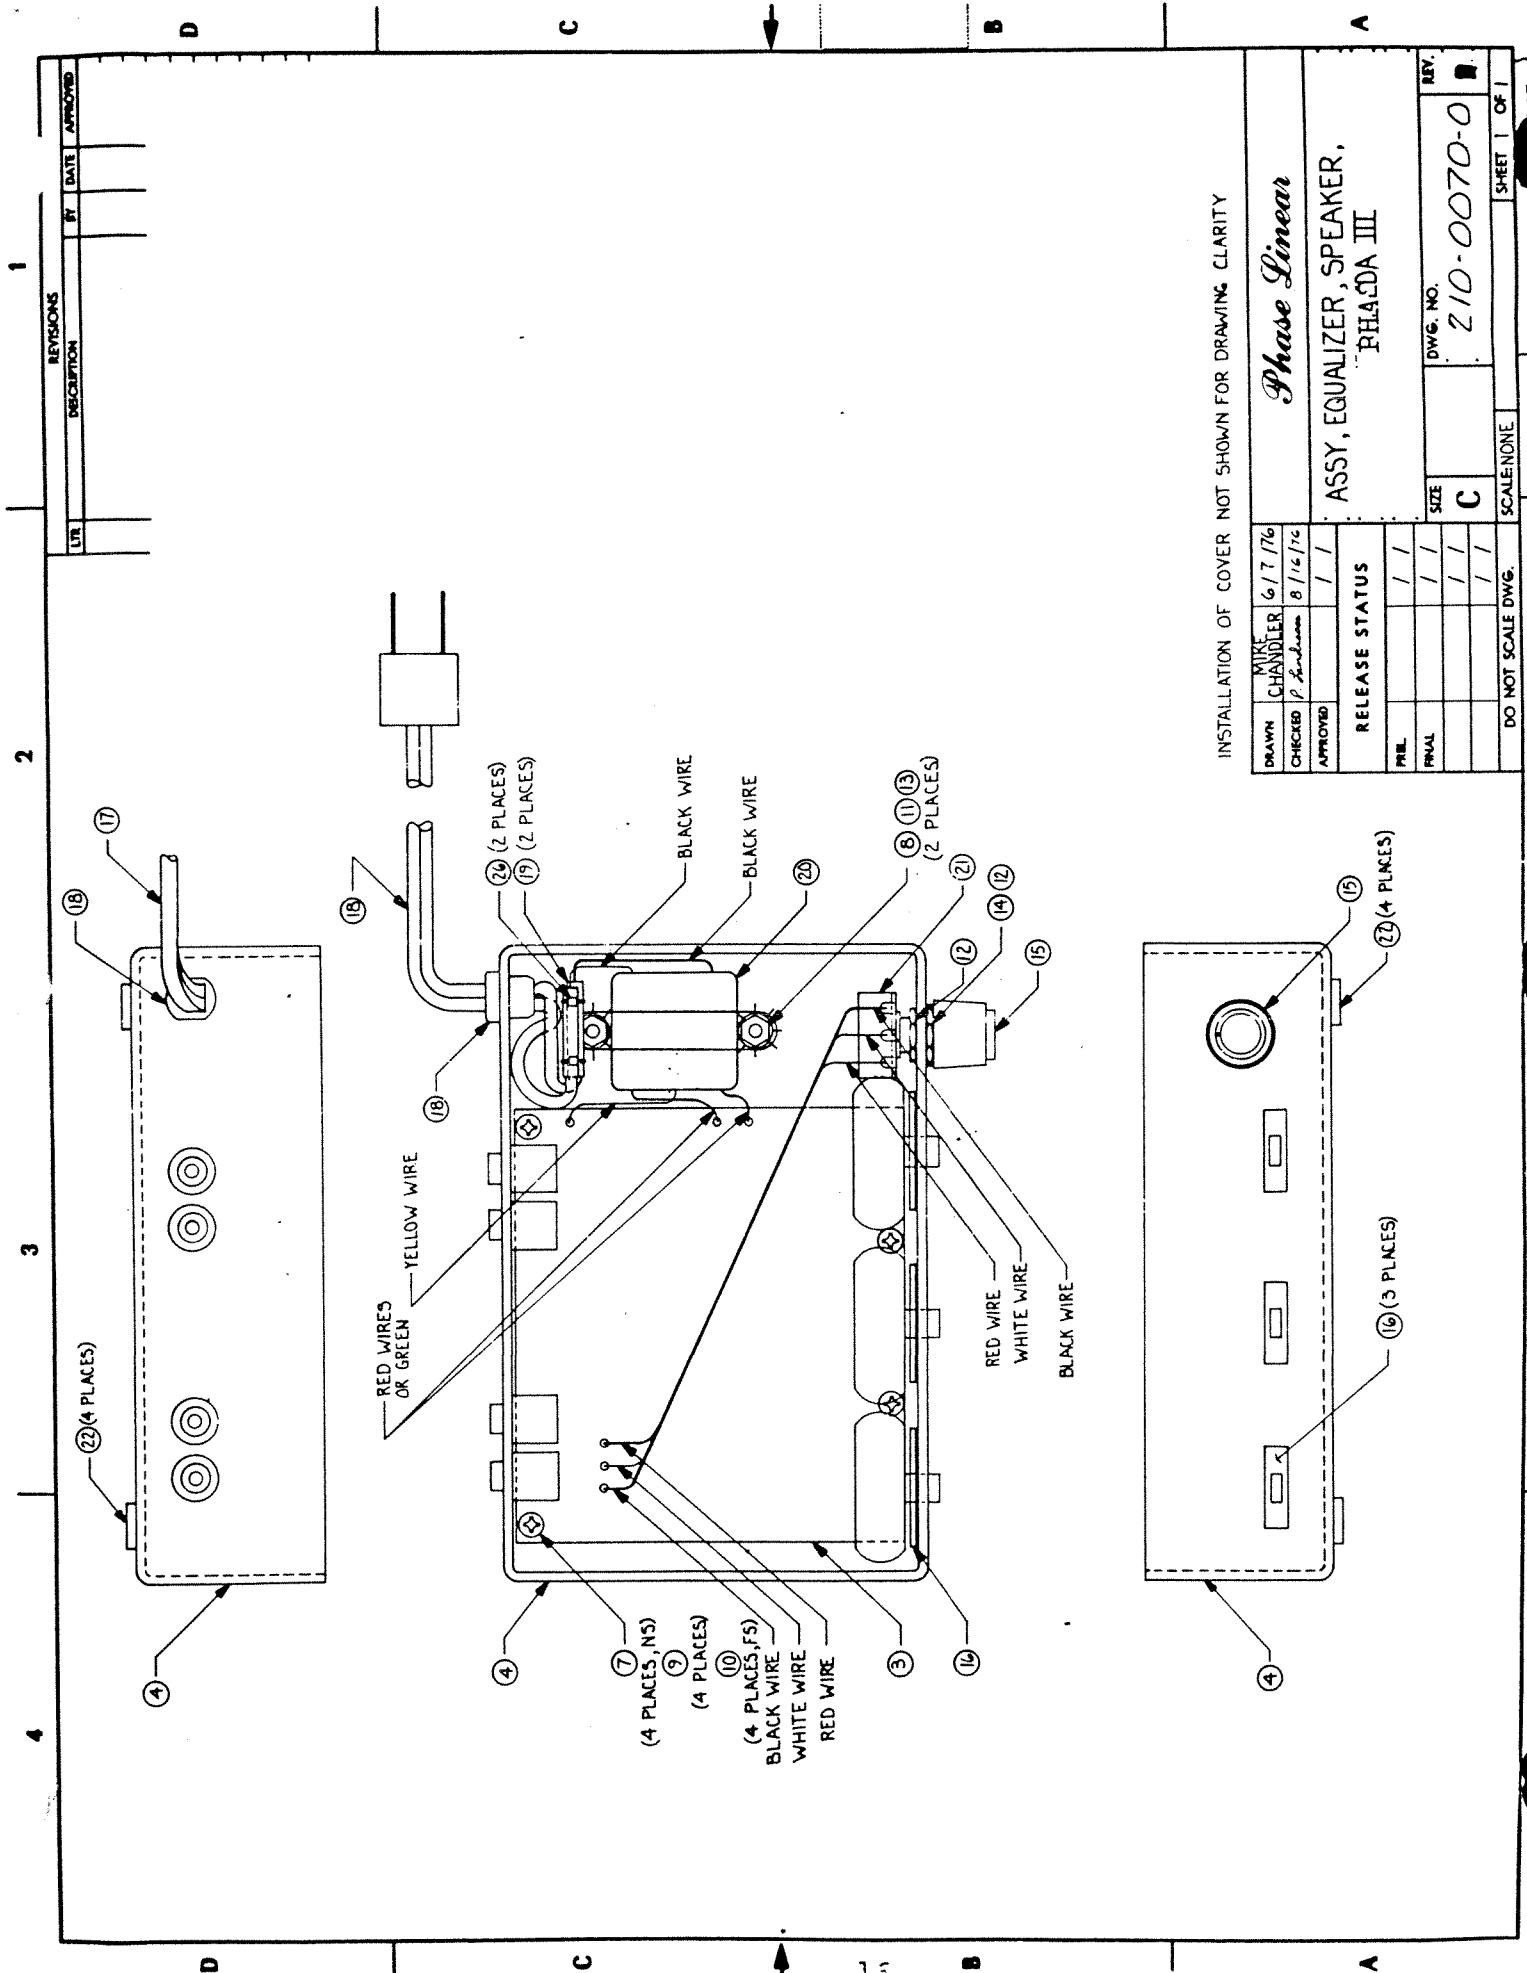 4
3
2
1
D
C
B
A
D
C
B
A
REVISIONS
LTR DESCRIPTION BY DATE APPROVED
22 (4 PLACES)
18
17
4
RED WIRES
OR GREEN
YELLOW WIRE
18
18
26 (2 PLACES)
19 (2 PLACES)
BLACK WIRE
BLACK WIRE
20
8 11 13
(2 PLACES)
21
14 12
12
15
4
7
(4 PLACES, NS)
9
(4 PLACES)
10
(4 PLACES, FS)
BLACK WIRE
WHITE WIRE
RED WIRE
3
16
RED WIRE
WHITE WIRE
BLACK WIRE
15
22 (4 PLACES)
16 (3 PLACES)
4
INSTALLATION OF COVER NOT SHOWN FOR DRAWING CLARITY
DRAWN MIKE CHANDLER 6/7/76
CHECKED P. 8/16/76
APPROVED / /
RELEASE STATUS
PREL. / /
FINAL / /
/ /
/ /
DO NOT SCALE DWG.
Phase Linear
ASSY, EQUALIZER, SPEAKER,
III
SIZE
C
DWG. NO.
210-0070-0
REV.
SCALE: NONE
SHEET 1 OF 1